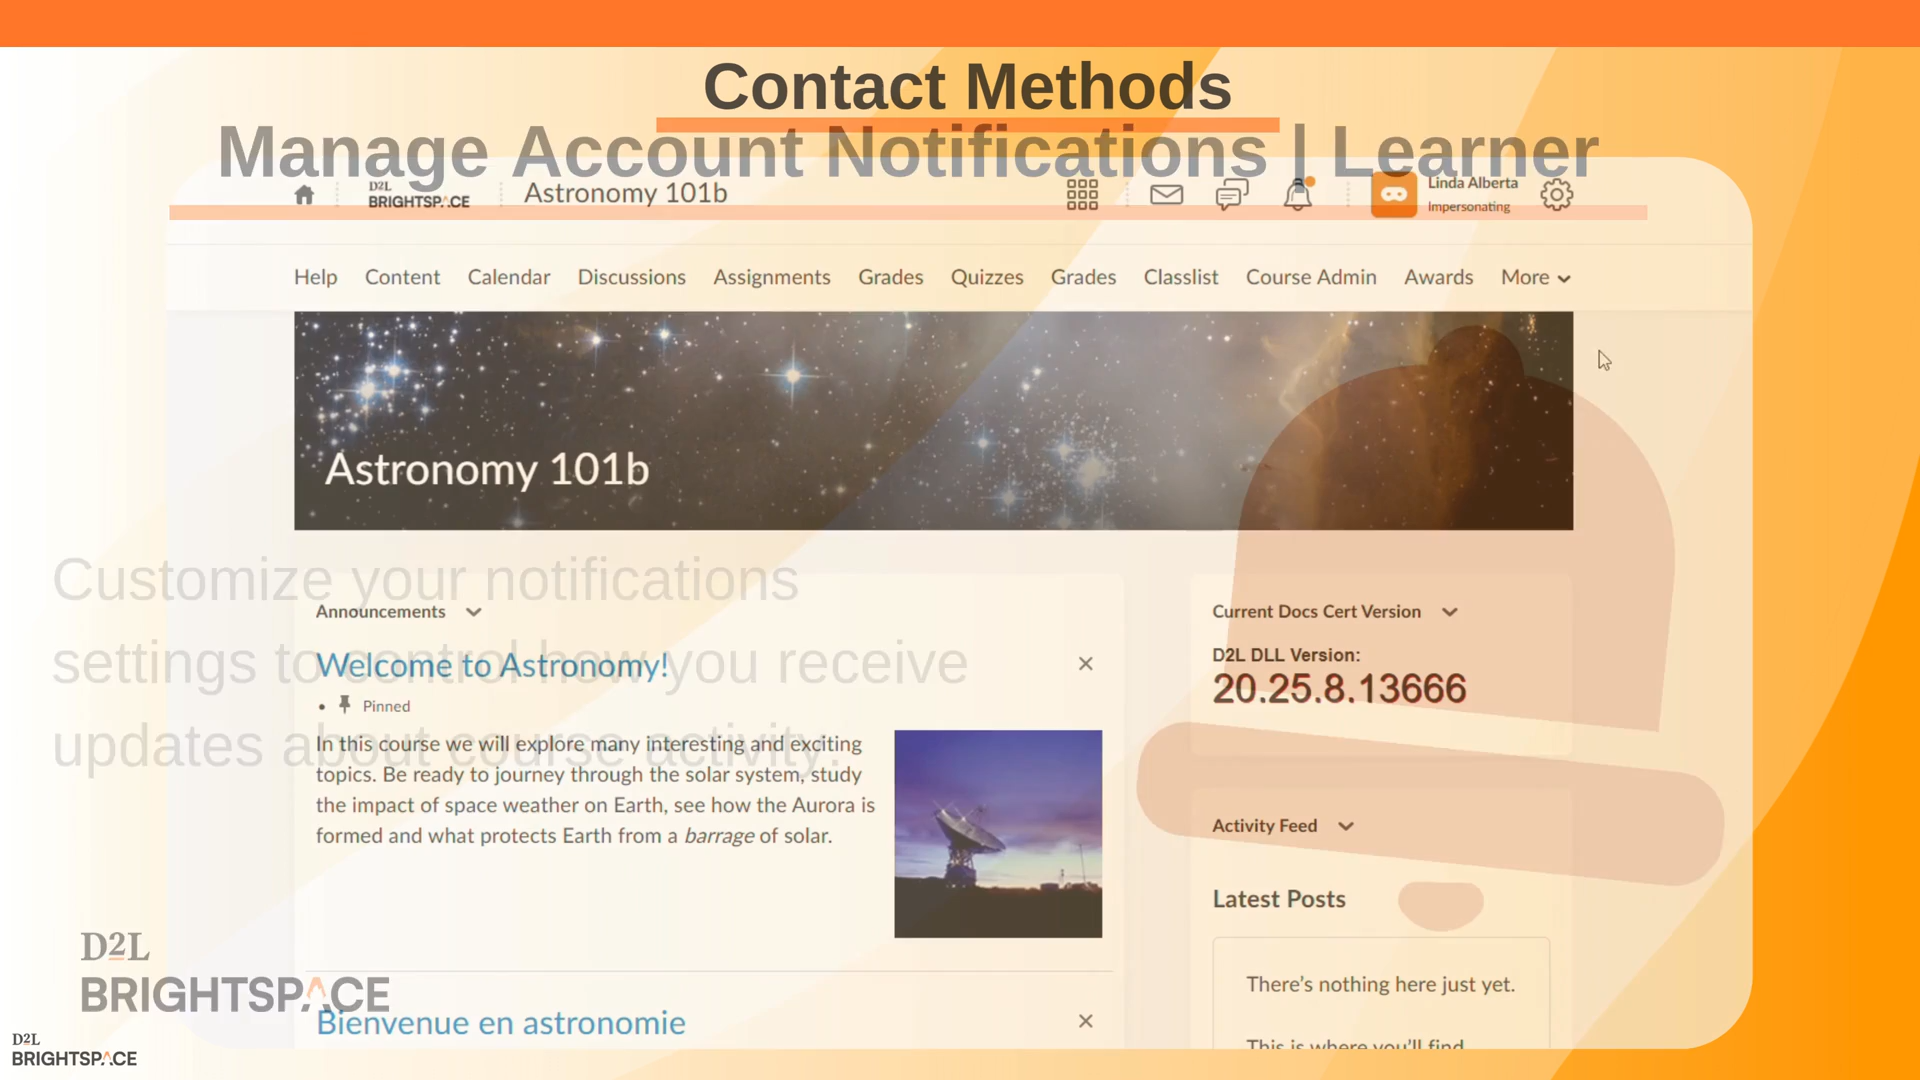 Contact Methods
Manage Account Notifications | Learner
D2L
BRIGHTSPACE
Astronomy 101b
Linda Alberta
Impersonating
Help Content Calendar Discussions Assignments Grades Quizzes Grades Classlist Course Admin Awards More
Astronomy 101b
Customize your notifications
settings to control how you receive
updates about course activity.
Announcements
Welcome to Astronomy!
Pinned
In this course we will explore many interesting and exciting
topics. Be ready to journey through the solar system, study
the impact of space weather on Earth, see how the Aurora is
formed and what protects Earth from a barrage of solar.
Bienvenue en astronomie
Current Docs Cert Version
D2L DLL Version:
20.25.8.13666
Activity Feed
Latest Posts
There's nothing here just yet.
This is where you'll find
D2L
BRIGHTSPACE
D2L
BRIGHTSPACE